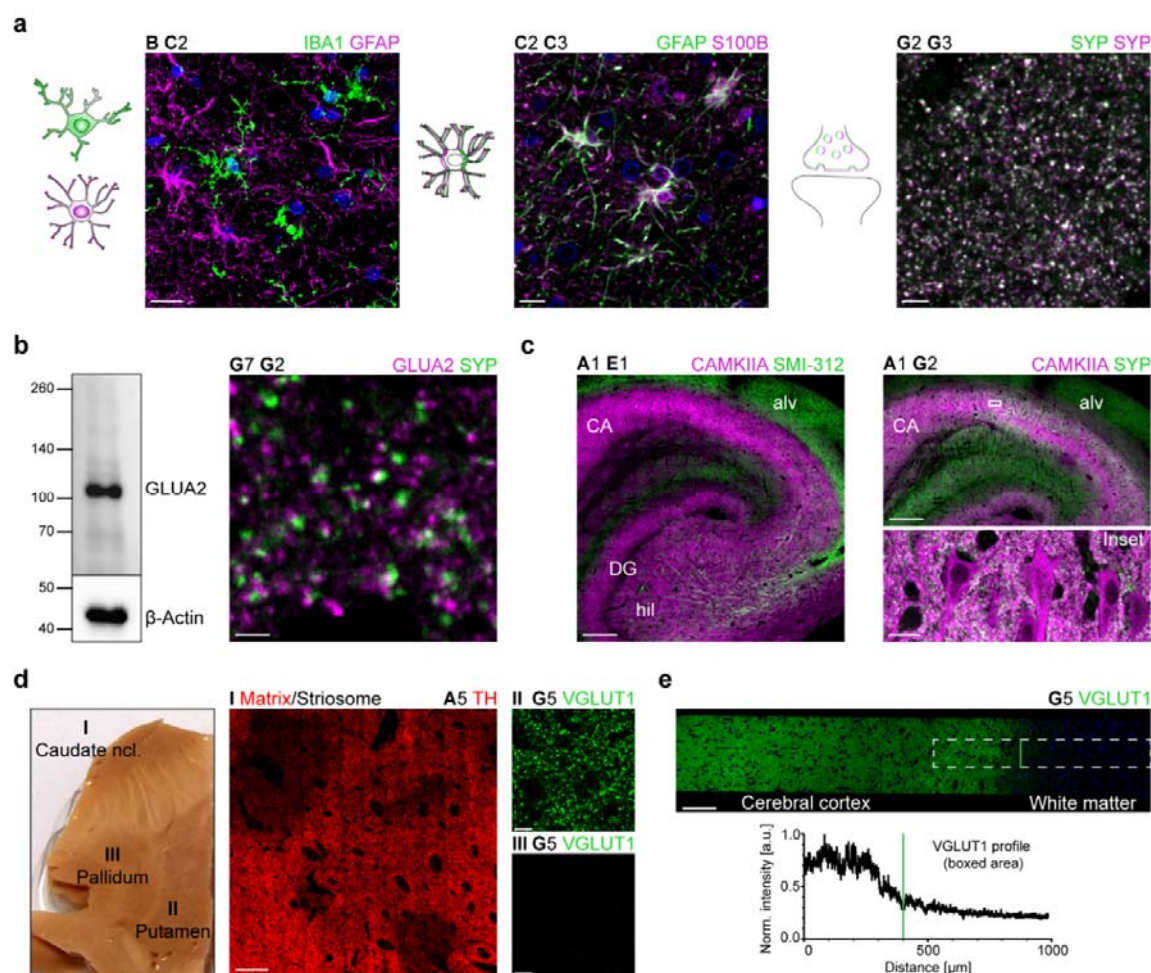 a
B C2 IBA1 GFAP
C2 C3 GFAP S100B
G2 G3 SYP SYP
b
260
140
100
70
50
40
GLUA2
β-Actin
G7 G2 GLUA2 SYP
c
A1 E1 CAMKIIA SMI-312
alv
CA
DG
hil
A1 G2 CAMKIIA SYP
alv
CA
Inset
d
I
Caudate ncl.
III
Pallidum
II
Putamen
I Matrix/Striosome A5 TH
II G5 VGLUT1
III G5 VGLUT1
e
G5 VGLUT1
Cerebral cortex White matter
Norm. intensity [a.u.]
1.0
0.5
0.0
VGLUT1 profile
(boxed area)
0 500 1000
Distance [µm]